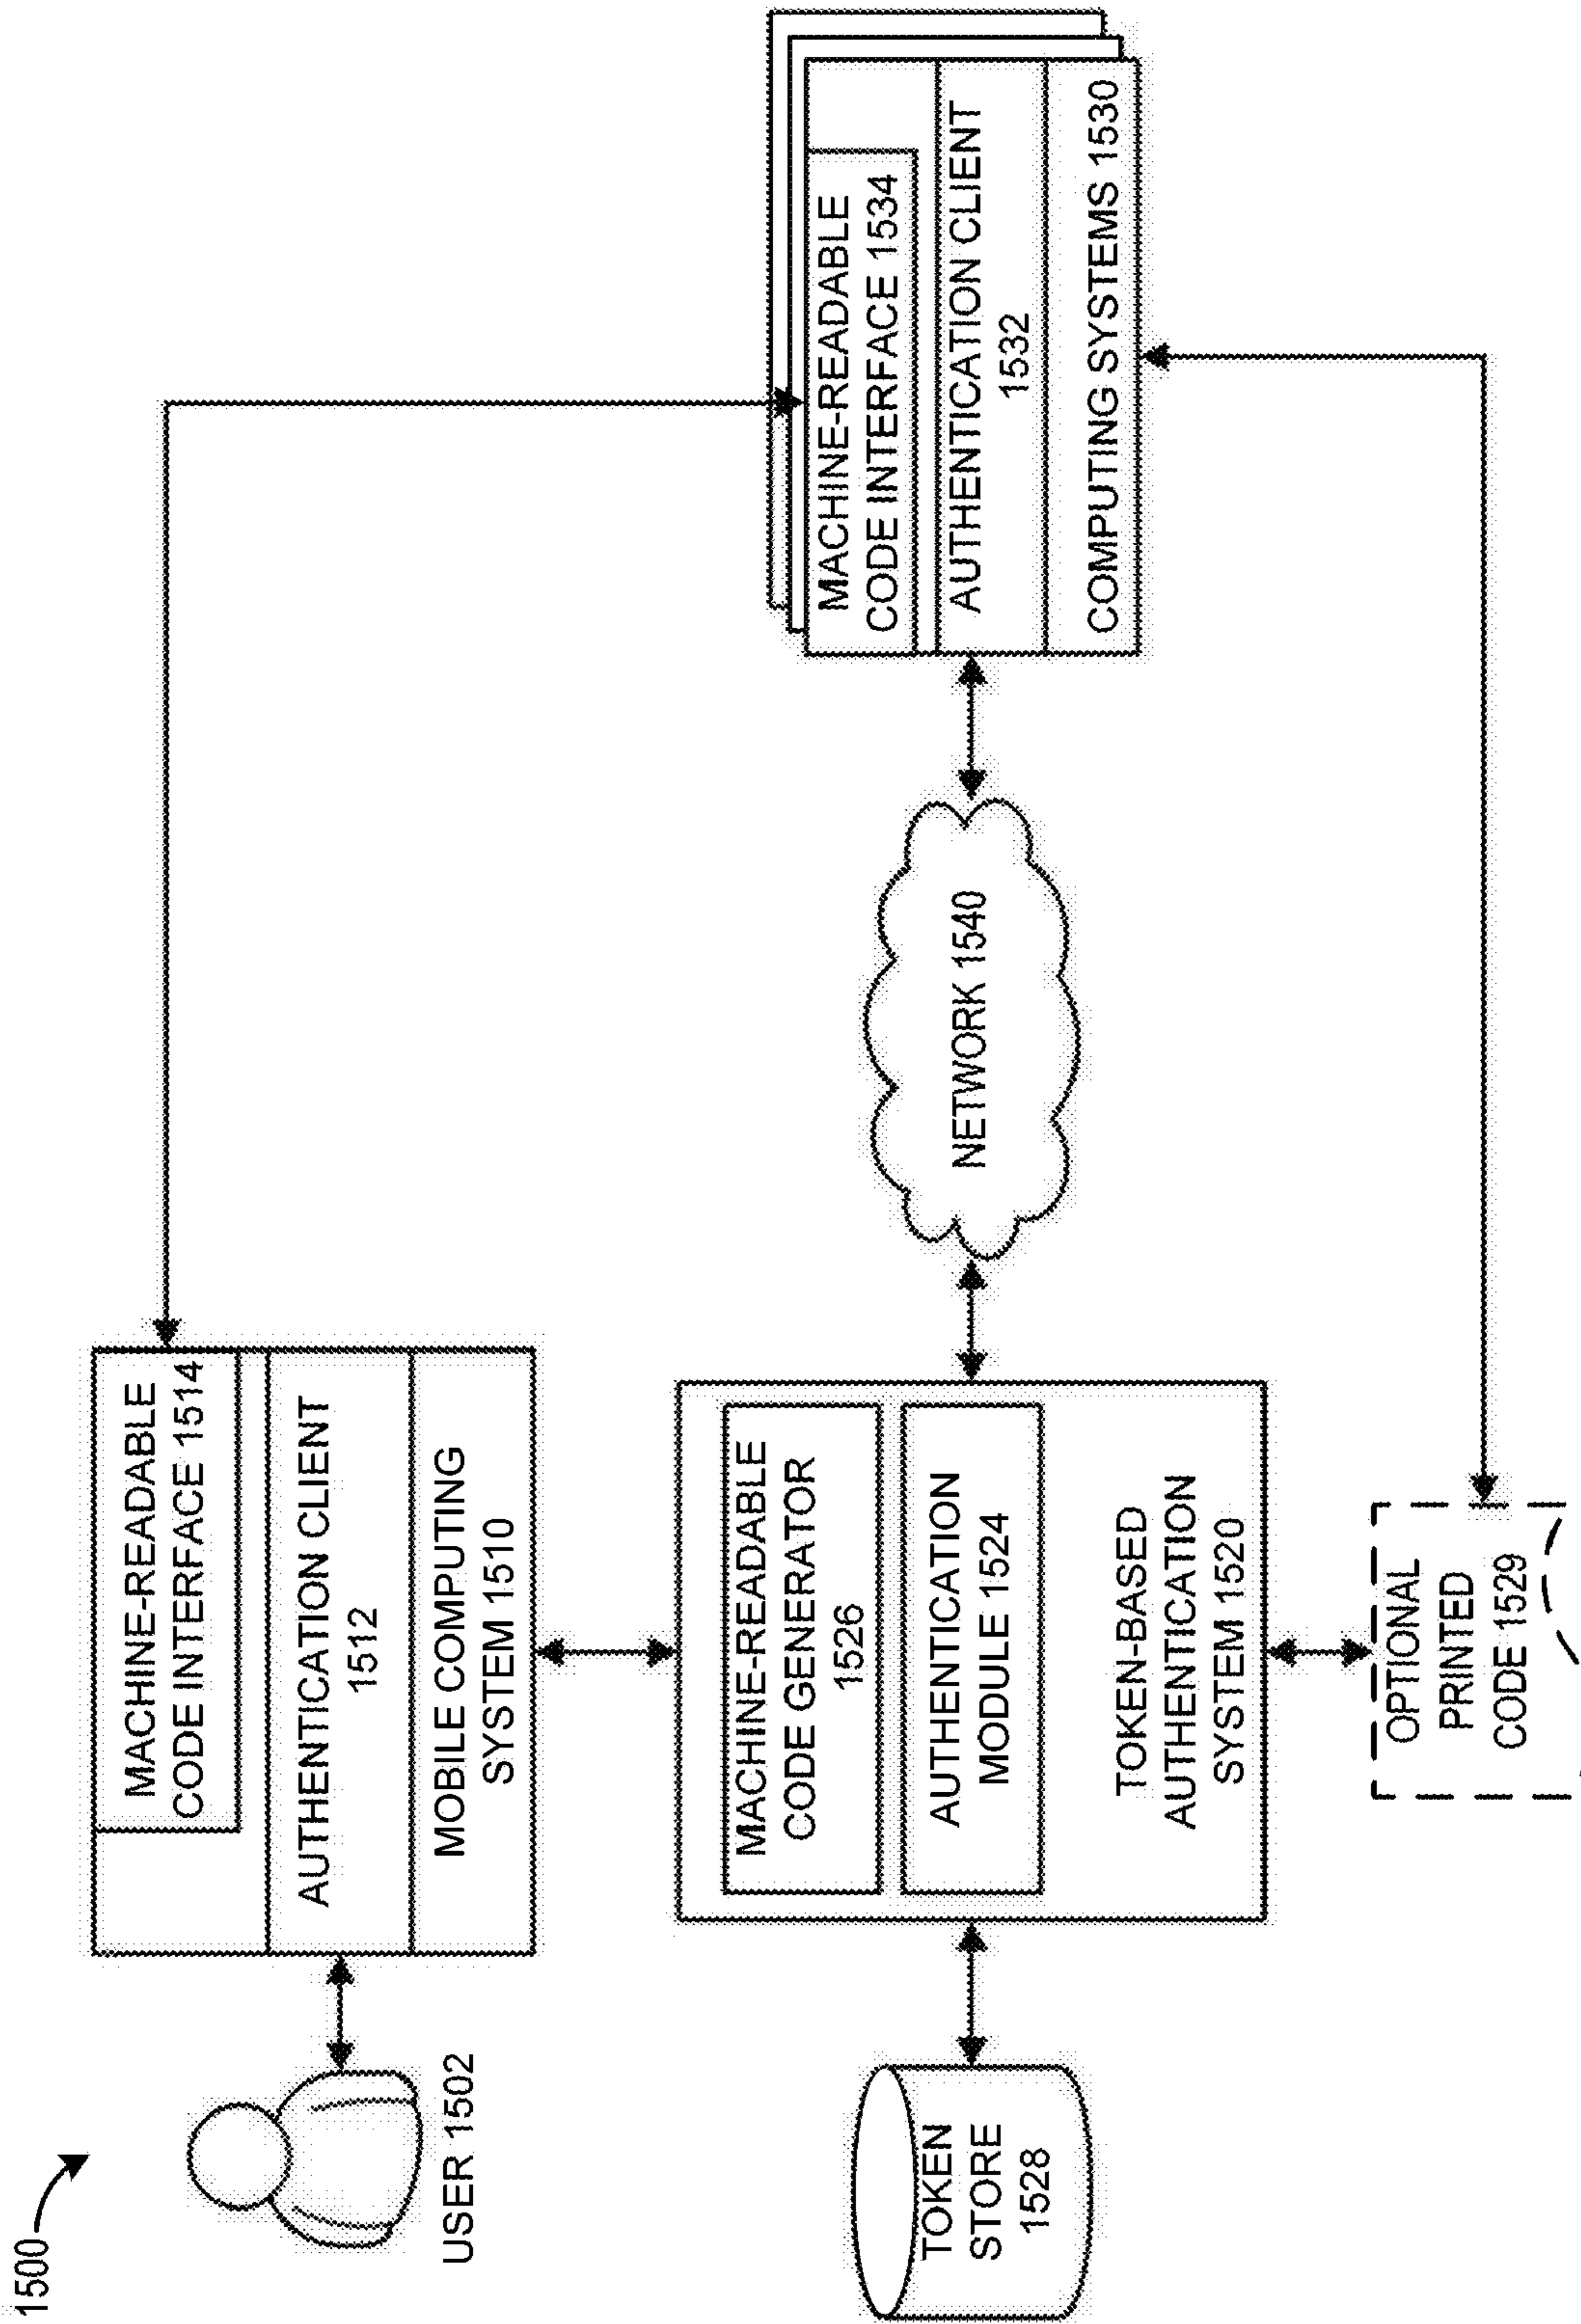 1500
USER 1502
MACHINE-READABLE
CODE INTERFACE 1514
AUTHENTICATION CLIENT
1512
MOBILE COMPUTING
SYSTEM 1510
TOKEN
STORE
1528
MACHINE-READABLE
CODE GENERATOR
1526
AUTHENTICATION
MODULE 1524
TOKEN-BASED
AUTHENTICATION
SYSTEM 1520
NETWORK 1540
MACHINE-READABLE
CODE INTERFACE 1534
AUTHENTICATION CLIENT
1532
COMPUTING SYSTEMS 1530
OPTIONAL
PRINTED
CODE 1529